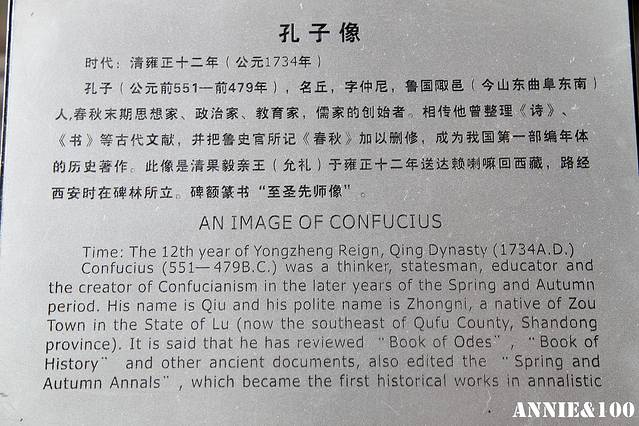 孔子像
时代：清雍正十二年（公元1734年）
孔子（公元前551—前479年），名丘，字仲尼，鲁国陬邑（今山东曲阜东南）
人,春秋末期思想家、政治家、教育家，儒家的创始者。相传他曾整理《诗》、
《书》等古代文献，并把鲁史官所记《春秋》加以删修，成为我国第一部编年体
的历史著作。此像是清果毅亲王（允礼）于雍正十二年送达赖喇嘛回西藏，路经
西安时在碑林所立。碑额篆书“至圣先师像”。
AN IMAGE OF CONFUCIUS
Time: The 12th year of Yongzheng Reign, Qing Dynasty (1734A.D.)
Confucius (551—479B.C.) was a thinker, statesman, educator and
the creator of Confucianism in the later years of the Spring and Autumn
period. His name is Qiu and his polite name is Zhongni, a native of Zou
Town in the State of Lu (now the southeast of Qufu County, Shandong
province). It is said that he has reviewed "Book of Odes", "Book of
History" and other ancient documents, also edited the "Spring and
Autumn Annals", which became the first historical works in annalistic
ANNIE&100